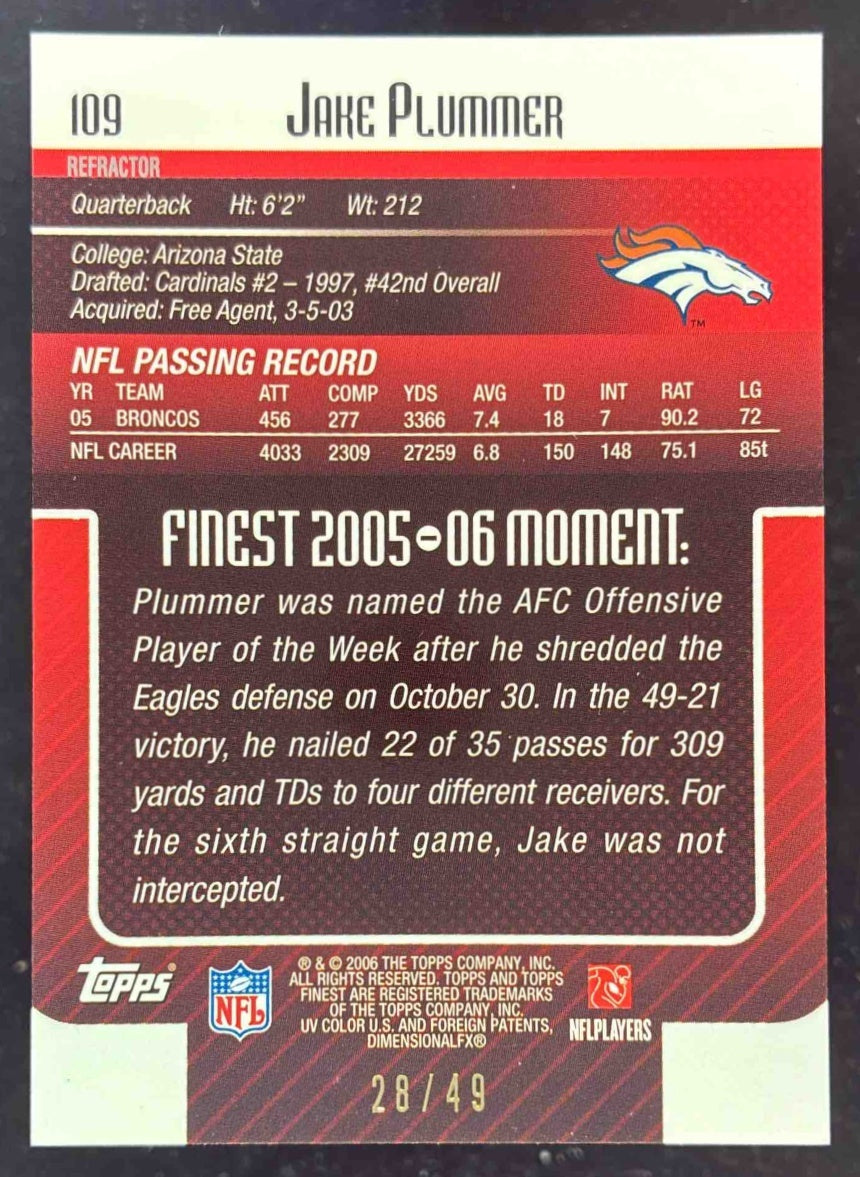 109 JAKE PLUMMER
REFRACTOR
Quarterback Ht: 6'2" Wt: 212
College: Arizona State
Drafted: Cardinals #2 – 1997, #42nd Overall
Acquired: Free Agent, 3-5-03
TM
NFL PASSING RECORD
YR TEAM ATT COMP YDS AVG TD INT RAT LG
05 BRONCOS 456 277 3366 7.4 18 7 90.2 72
NFL CAREER 4033 2309 27259 6.8 150 148 75.1 85t
FINEST 2005-06 MOMENT:
Plummer was named the AFC Offensive
Player of the Week after he shredded the
Eagles defense on October 30. In the 49-21
victory, he nailed 22 of 35 passes for 309
yards and TDs to four different receivers. For
the sixth straight game, Jake was not
intercepted.
topps®
NFL
® & © 2006 THE TOPPS COMPANY, INC.
ALL RIGHTS RESERVED. TOPPS AND TOPPS
FINEST ARE REGISTERED TRADEMARKS
OF THE TOPPS COMPANY, INC.
UV COLOR U.S. AND FOREIGN PATENTS,
DIMENSIONALFX®
NFLPLAYERS
28/49